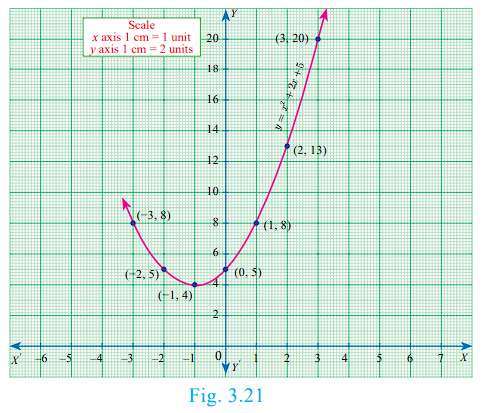 Scale
x axis 1 cm = 1 unit
y axis 1 cm = 2 units
Y
20
18
16
14
12
10
8
6
4
2
(3, 20)
y = x² + 2x + 5
(2, 13)
(−3, 8)
(1, 8)
(−2, 5)
(0, 5)
(−1, 4)
X′ −6 −5 −4 −3 −2 −1 0 1 2 3 4 5 6 7 X
Y′
Fig. 3.21